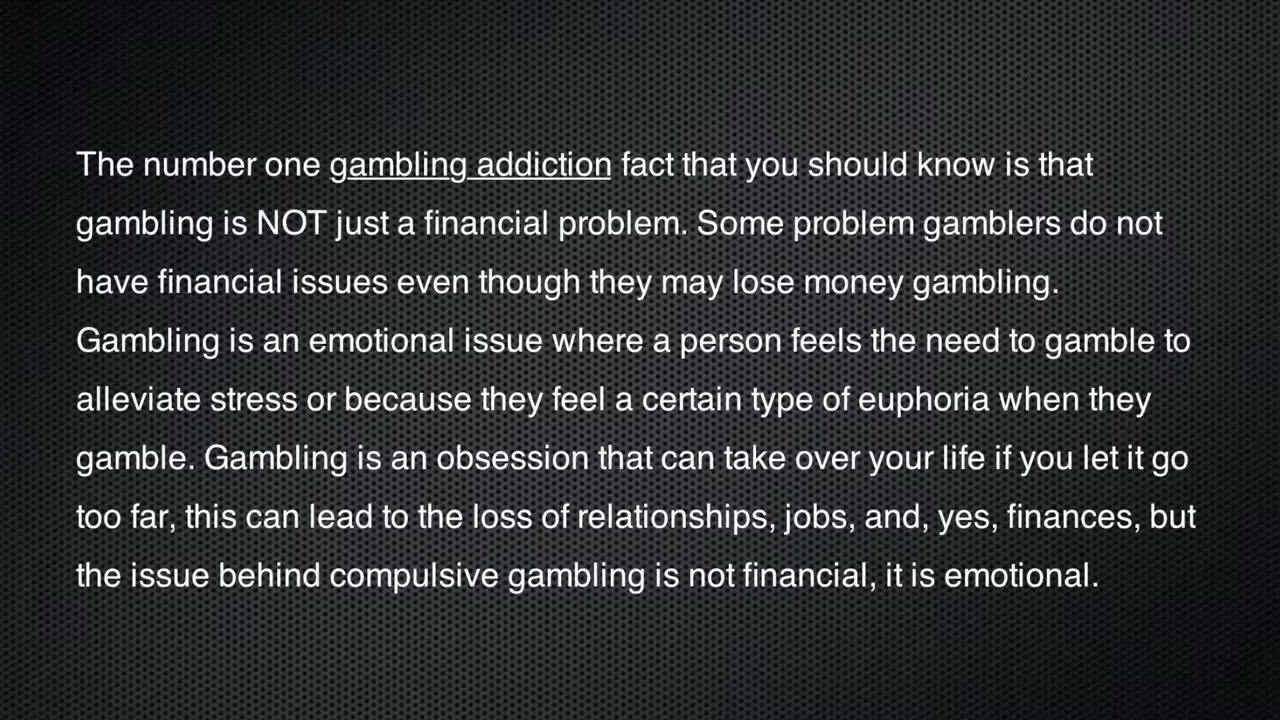 The number one gambling addiction fact that you should know is that
gambling is NOT just a financial problem. Some problem gamblers do not
have financial issues even though they may lose money gambling.
Gambling is an emotional issue where a person feels the need to gamble to
alleviate stress or because they feel a certain type of euphoria when they
gamble. Gambling is an obsession that can take over your life if you let it go
too far, this can lead to the loss of relationships, jobs, and, yes, finances, but
the issue behind compulsive gambling is not financial, it is emotional.